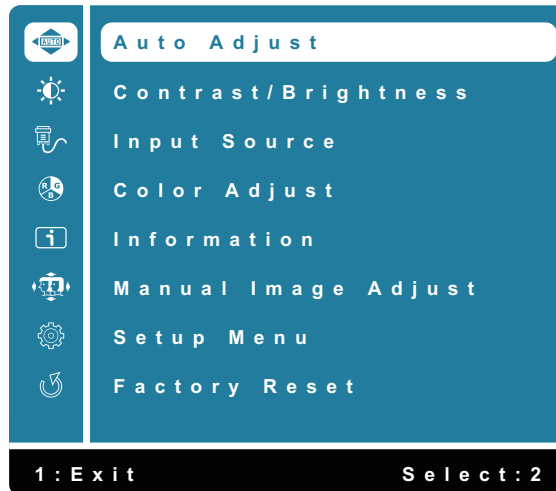 AUTO
Auto Adjust
Contrast/Brightness
Input Source
R G
B
Color Adjust
i
Information
Manual Image Adjust
Setup Menu
Factory Reset
1:Exit Select:2